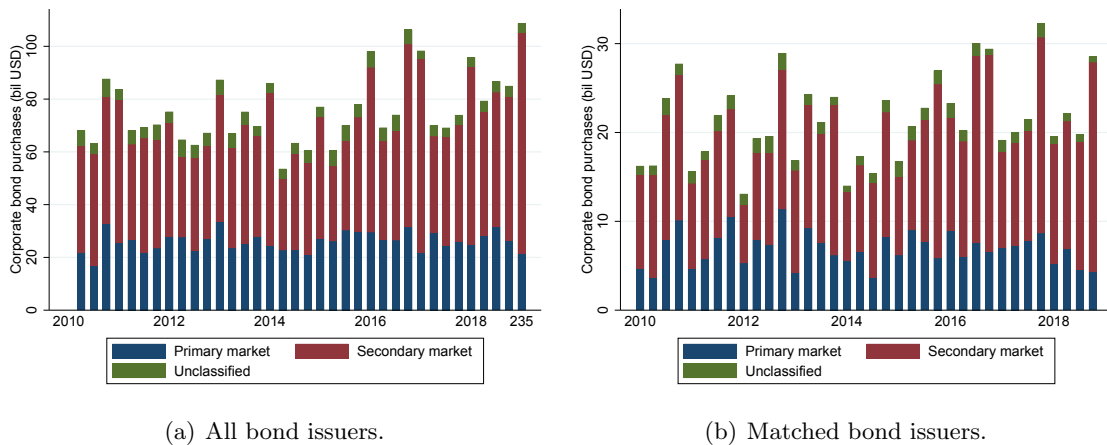 Corporate bond purchases (bil USD)
100
80
60
40
20
0
2010 2012 2014 2016 2018 235
Primary market Secondary market
Unclassified
(a) All bond issuers.
Corporate bond purchases (bil USD)
30
20
10
0
2010 2012 2014 2016 2018
Primary market Secondary market
Unclassified
(b) Matched bond issuers.